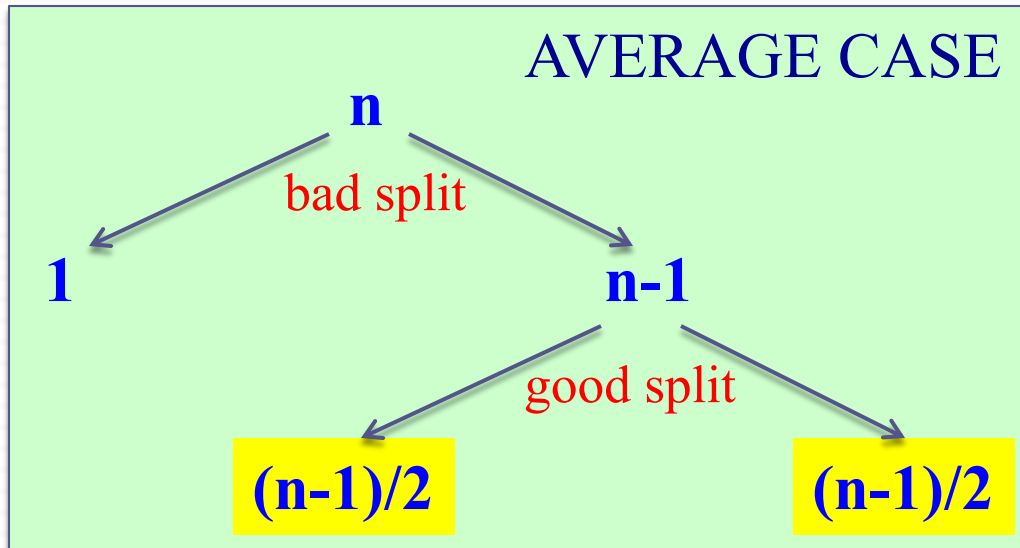 AVERAGE CASE
n
bad split
1
n-1
good split
(n-1)/2
(n-1)/2